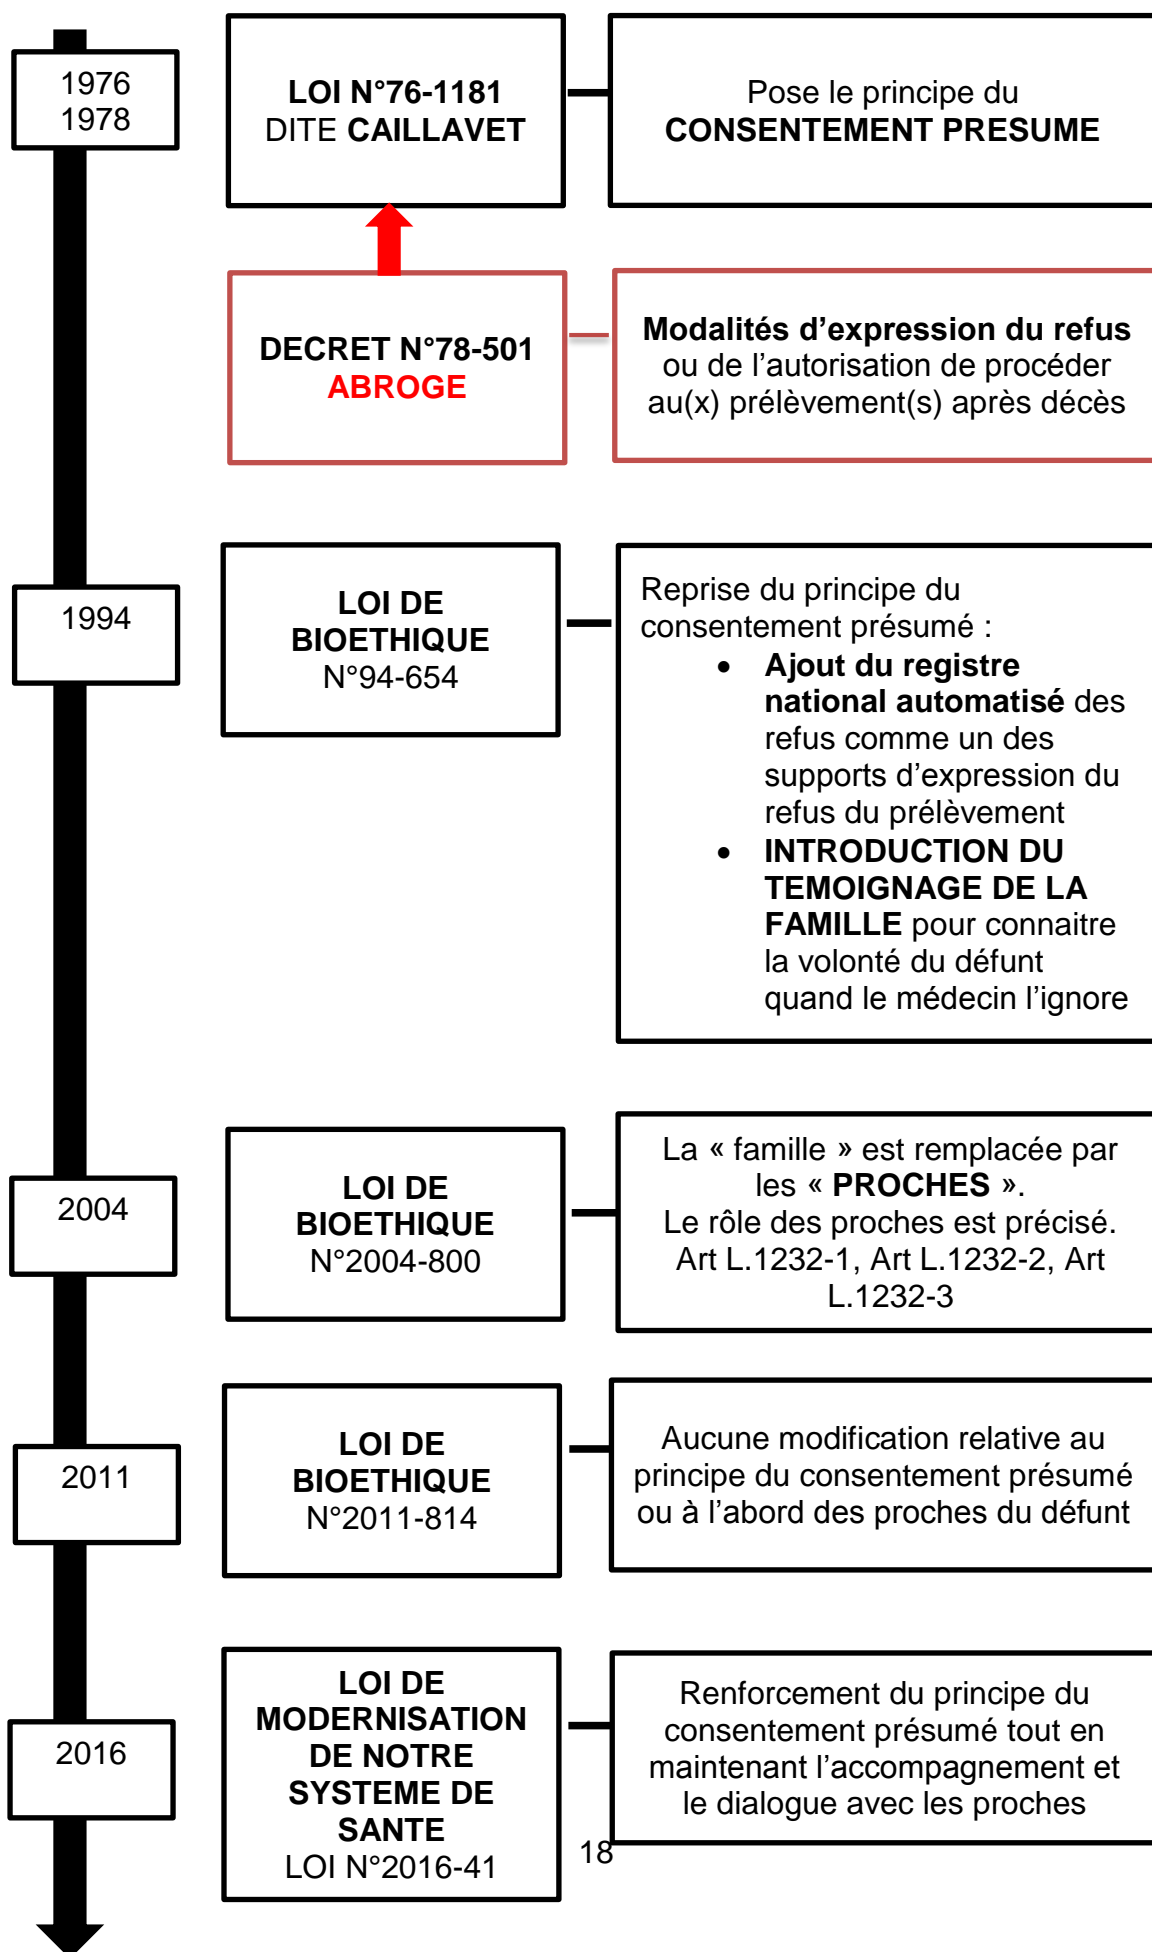 1976
1978
LOI N°76-1181
DITE CAILLAVET
Pose le principe du
CONSENTEMENT PRESUME
DECRET N°78-501
ABROGE
Modalités d’expression du refus
ou de l’autorisation de procéder
au(x) prélèvement(s) après décès
1994
LOI DE
BIOETHIQUE
N°94-654
Reprise du principe du
consentement présumé :
• Ajout du registre
national automatisé des
refus comme un des
supports d’expression du
refus du prélèvement
• INTRODUCTION DU
TEMOIGNAGE DE LA
FAMILLE pour connaitre
la volonté du défunt
quand le médecin l’ignore
2004
LOI DE
BIOETHIQUE
N°2004-800
La « famille » est remplacée par
les « PROCHES ».
Le rôle des proches est précisé.
Art L.1232-1, Art L.1232-2, Art
L.1232-3
2011
LOI DE
BIOETHIQUE
N°2011-814
Aucune modification relative au
principe du consentement présumé
ou à l’abord des proches du défunt
2016
LOI DE
MODERNISATION
DE NOTRE
SYSTEME DE
SANTE
LOI N°2016-41
Renforcement du principe du
consentement présumé tout en
maintenant l’accompagnement et
le dialogue avec les proches
18